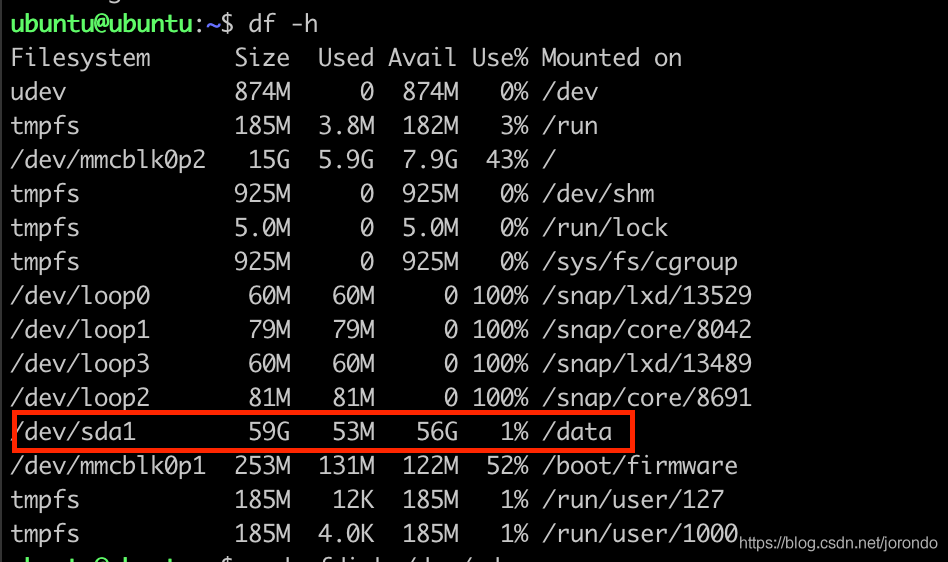 ubuntu@ubuntu:~$ df -h
Filesystem Size Used Avail Use% Mounted on
udev 874M 0 874M 0% /dev
tmpfs 185M 3.8M 182M 3% /run
/dev/mmcblk0p2 15G 5.9G 7.9G 43% /
tmpfs 925M 0 925M 0% /dev/shm
tmpfs 5.0M 0 5.0M 0% /run/lock
tmpfs 925M 0 925M 0% /sys/fs/cgroup
/dev/loop0 60M 60M 0 100% /snap/lxd/13529
/dev/loop1 79M 79M 0 100% /snap/core/8042
/dev/loop3 60M 60M 0 100% /snap/lxd/13489
/dev/loop2 81M 81M 0 100% /snap/core/8691
/dev/sda1 59G 53M 56G 1% /data
/dev/mmcblk0p1 253M 131M 122M 52% /boot/firmware
tmpfs 185M 12K 185M 1% /run/user/127
tmpfs 185M 4.0K 185M 1% /run/user/1000
https://blog.csdn.net/jorondo
ubuntu@ubuntu:~$